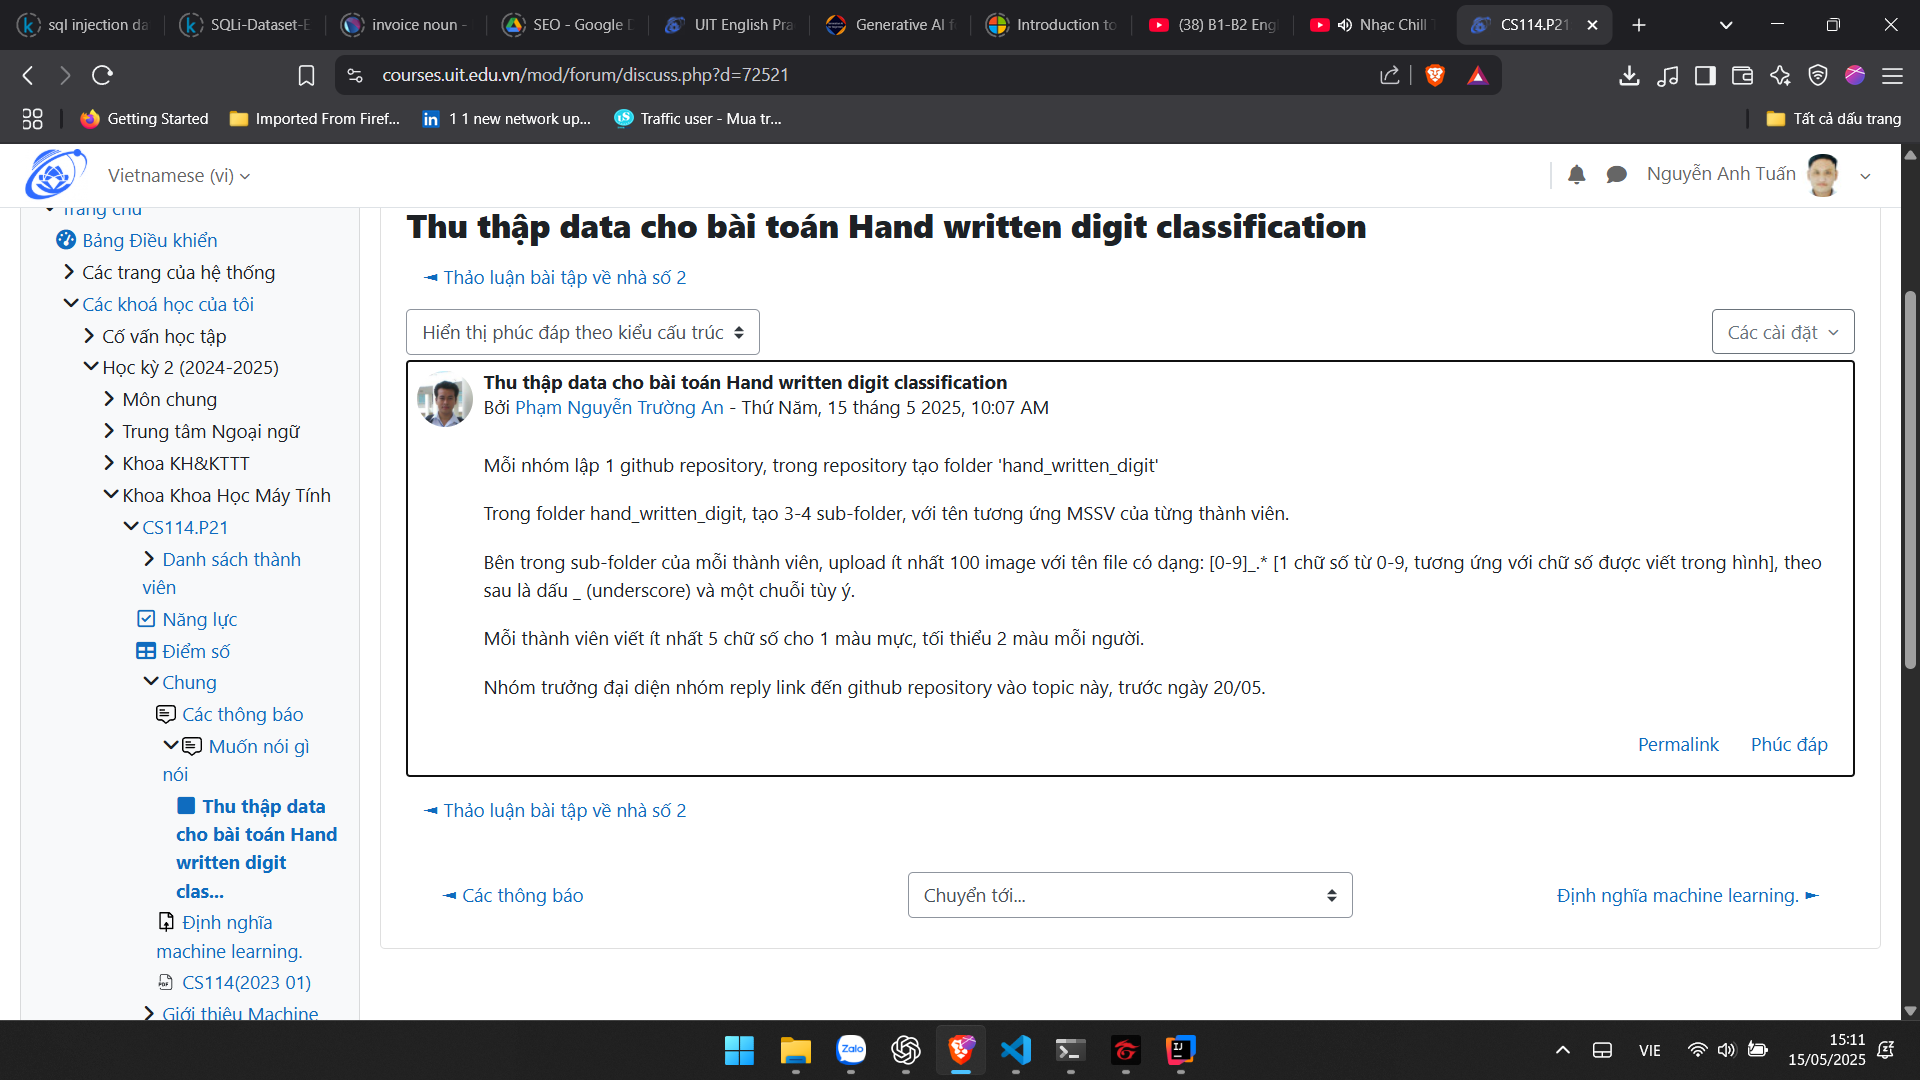 sql injection da
SQLi-Dataset-E
invoice noun -
SEO - Google D
UIT English Pra
Generative AI f
Introduction to
(38) B1-B2 Eng
Nhạc Chill T
CS114.P21
courses.uit.edu.vn/mod/forum/discuss.php?d=72521
Getting Started
Imported From Firef...
1 1 new network up...
Traffic user - Mua tr...
Tất cả dấu trang
Vietnamese (vi)
Nguyễn Anh Tuấn
Trang chủ
Bảng Điều khiển
Các trang của hệ thống
Các khoá học của tôi
Cố vấn học tập
Học kỳ 2 (2024-2025)
Môn chung
Trung tâm Ngoại ngữ
Khoa KH&KTTT
Khoa Khoa Học Máy Tính
CS114.P21
Danh sách thành
viên
Năng lực
Điểm số
Chung
Các thông báo
Muốn nói gì
nói
Thu thập data
cho bài toán Hand
written digit
clas...
Định nghĩa
machine learning.
CS114(2023 01)
Giới thiệu Machine
Thu thập data cho bài toán Hand written digit classification
◄ Thảo luận bài tập về nhà số 2
Hiển thị phúc đáp theo kiểu cấu trúc
Các cài đặt
Thu thập data cho bài toán Hand written digit classification
Bởi Phạm Nguyễn Trường An - Thứ Năm, 15 tháng 5 2025, 10:07 AM
Mỗi nhóm lập 1 github repository, trong repository tạo folder 'hand_written_digit'
Trong folder hand_written_digit, tạo 3-4 sub-folder, với tên tương ứng MSSV của từng thành viên.
Bên trong sub-folder của mỗi thành viên, upload ít nhất 100 image với tên file có dạng: [0-9]_.* [1 chữ số từ 0-9, tương ứng với chữ số được viết trong hình], theo
sau là dấu _ (underscore) và một chuỗi tùy ý.
Mỗi thành viên viết ít nhất 5 chữ số cho 1 màu mực, tối thiểu 2 màu mỗi người.
Nhóm trưởng đại diện nhóm reply link đến github repository vào topic này, trước ngày 20/05.
Permalink
Phúc đáp
◄ Thảo luận bài tập về nhà số 2
◄ Các thông báo
Chuyển tới...
Định nghĩa machine learning. ►
Zalo
VIE
15:11
15/05/2025